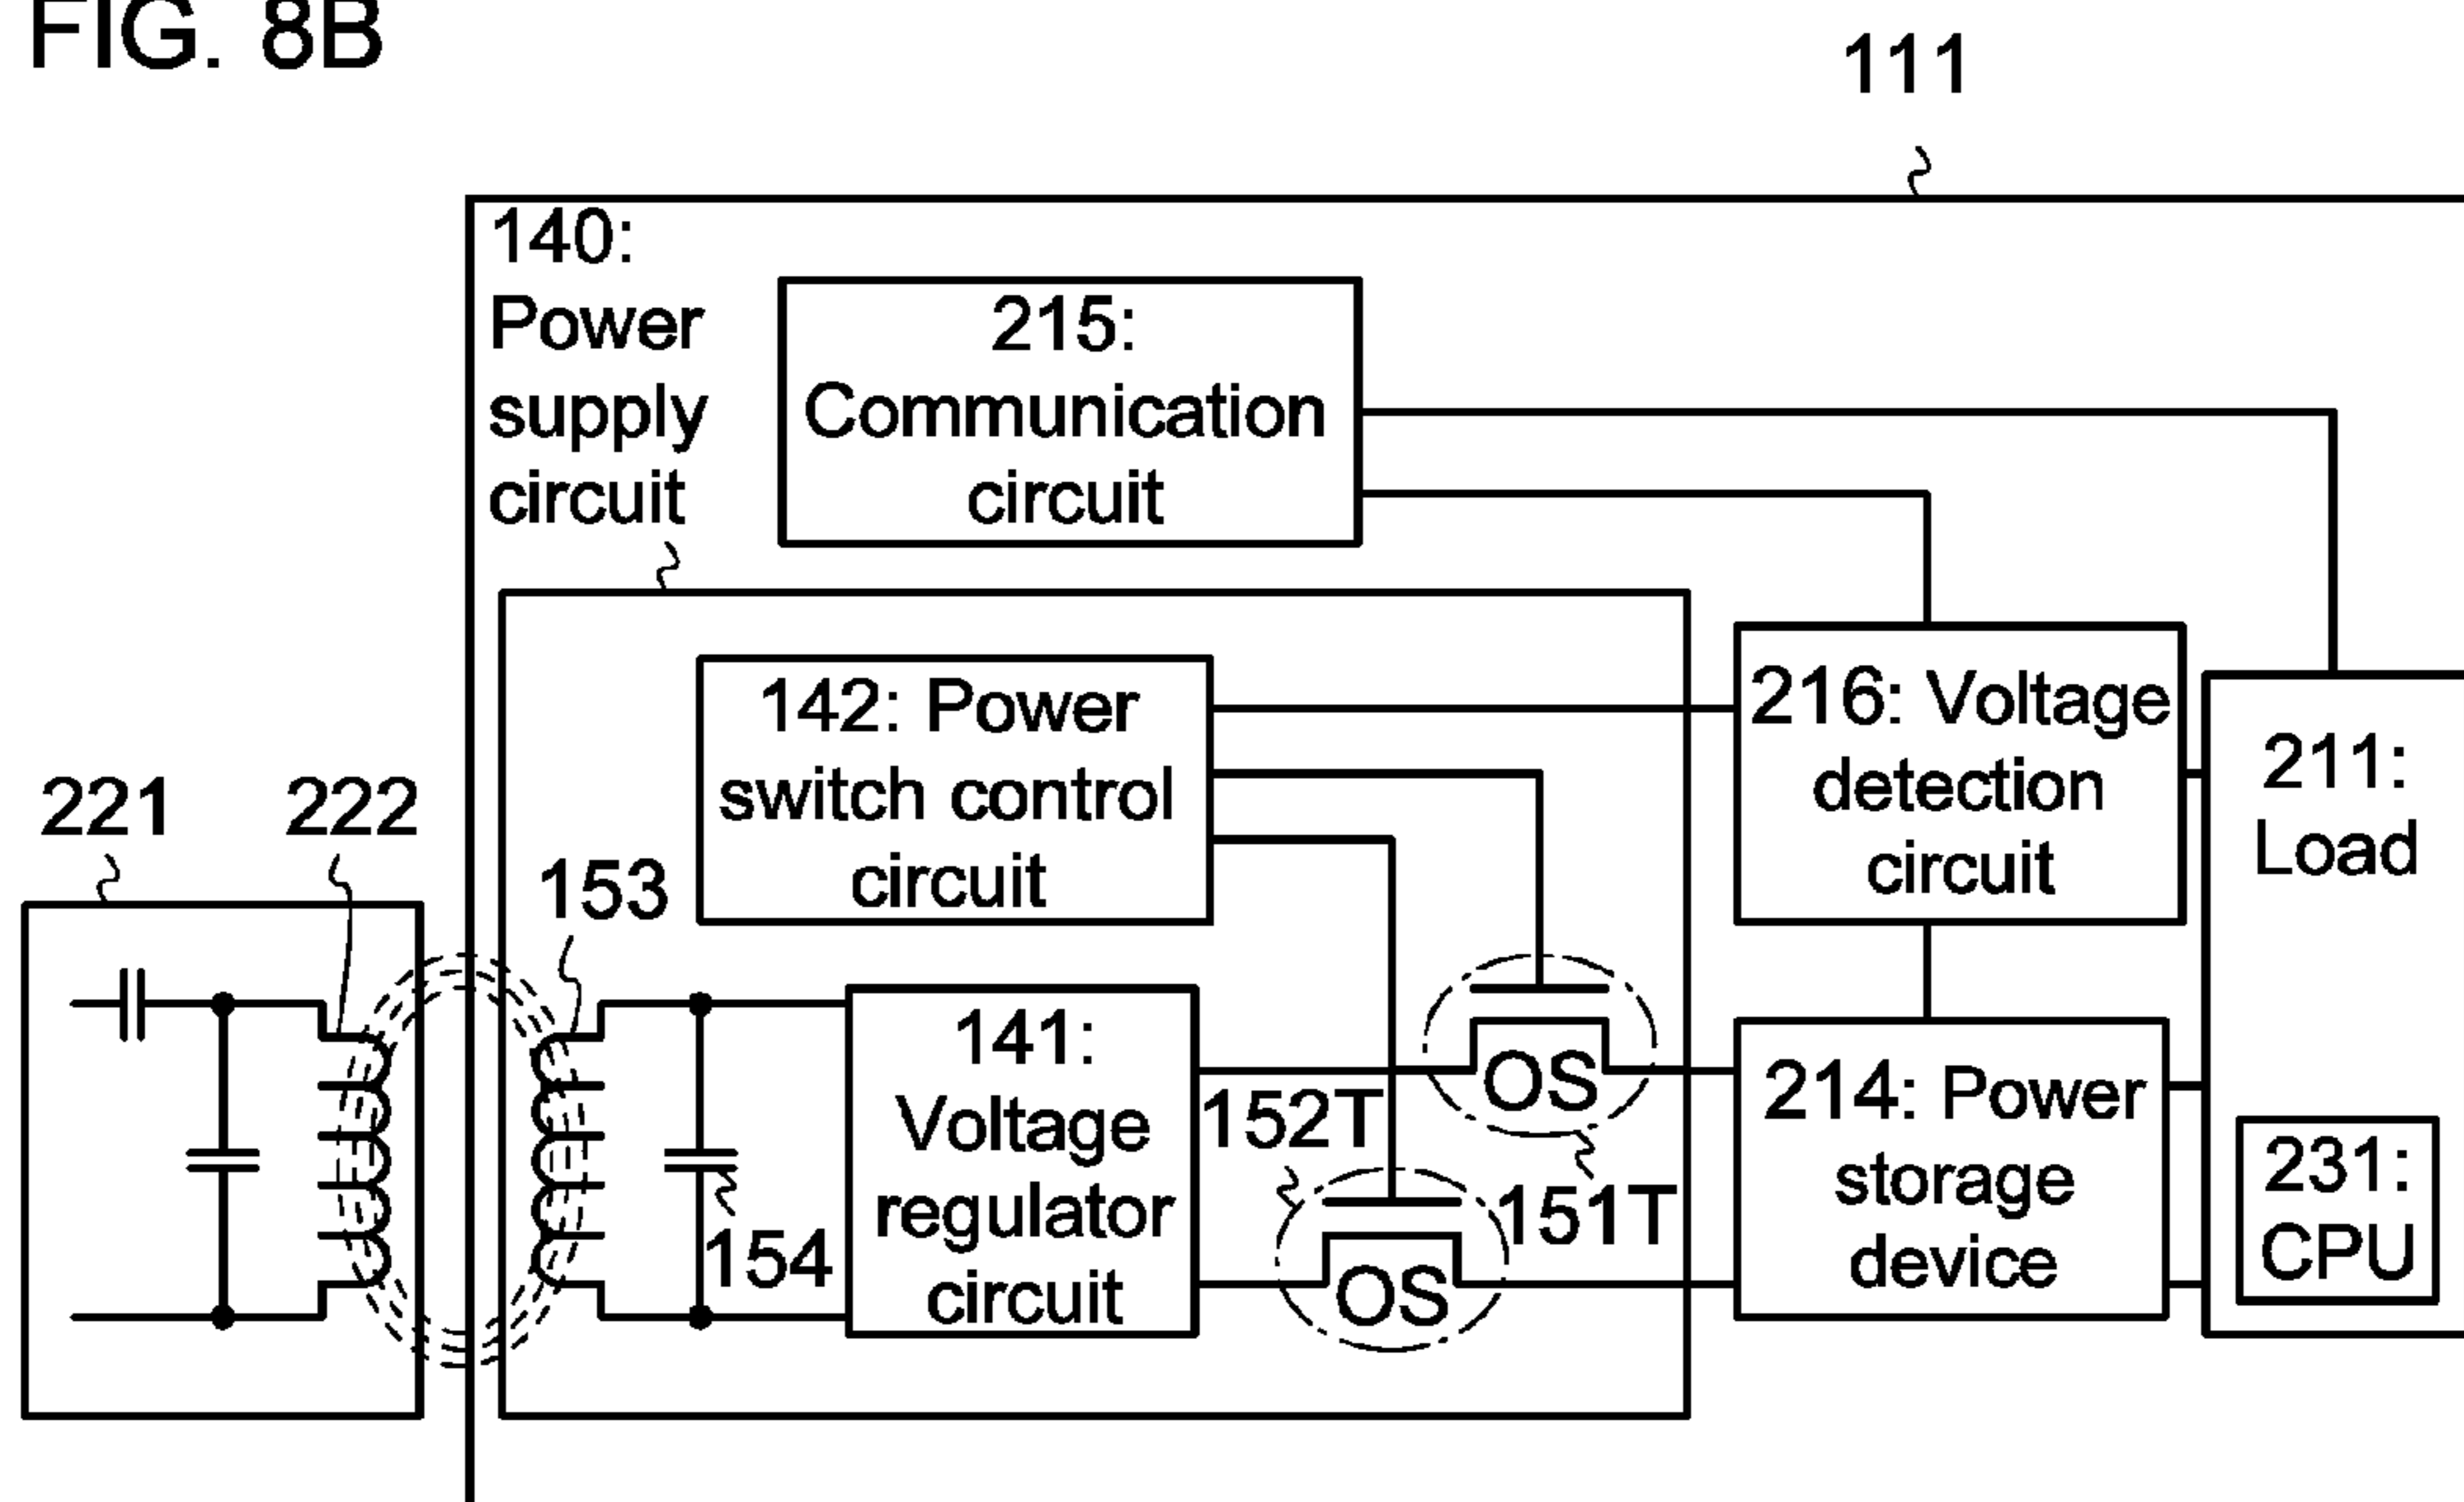 FIG. 8B
111
140:
Power
supply
circuit
215:
Communication
circuit
142: Power
switch control
circuit
216: Voltage
detection
circuit
211:
Load
221
222
153
154
141:
Voltage
regulator
circuit
152T
OS
151T
OS
214: Power
storage
device
231:
CPU